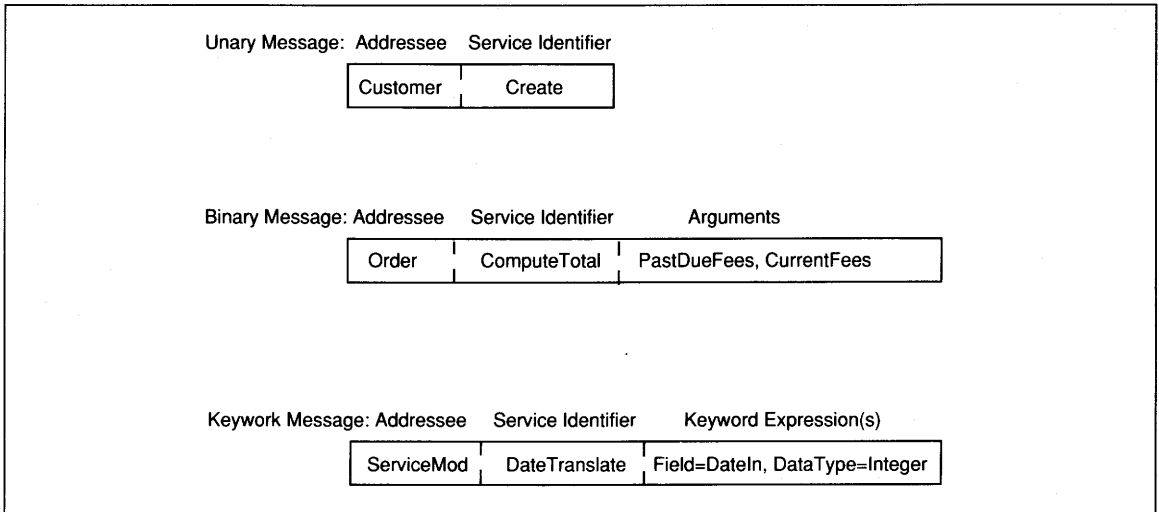 Unary Message: Addressee Service Identifier
Customer Create
Binary Message: Addressee Service Identifier Arguments
Order ComputeTotal PastDueFees, CurrentFees
Keywork Message: Addressee Service Identifier Keyword Expression(s)
ServiceMod DateTranslate Field=DateIn, DataType=Integer